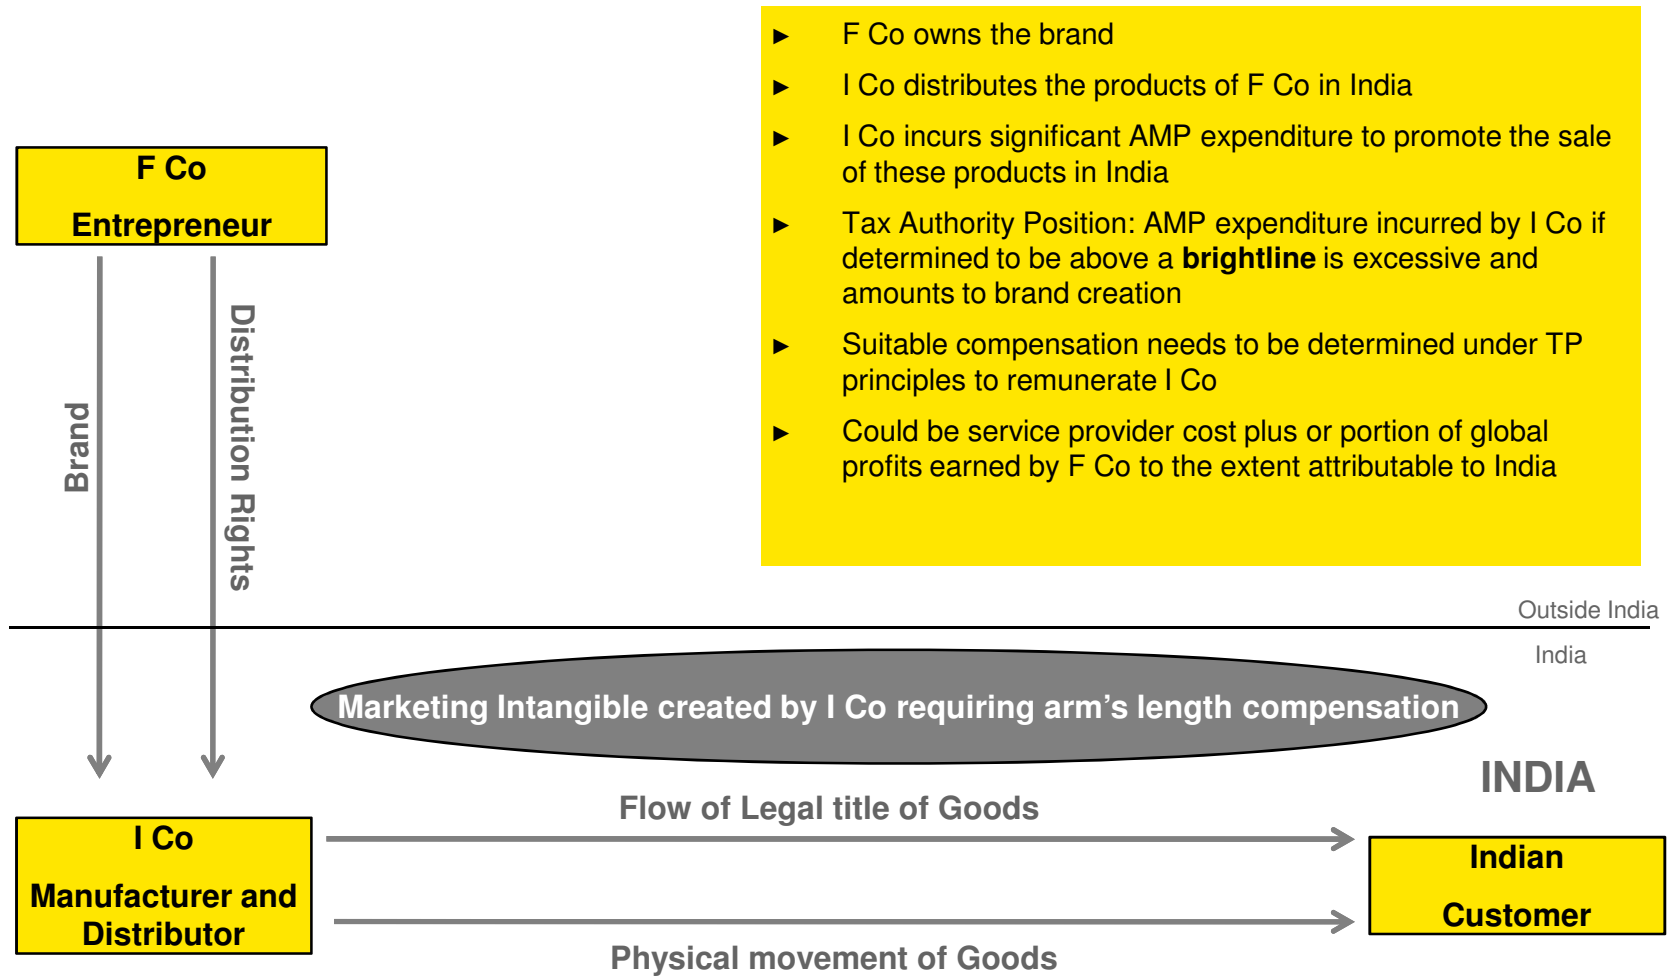 ► F Co owns the brand
► I Co distributes the products of F Co in India
► I Co incurs significant AMP expenditure to promote the sale
of these products in India
► Tax Authority Position: AMP expenditure incurred by I Co if
determined to be above a brightline is excessive and
amounts to brand creation
► Suitable compensation needs to be determined under TP
principles to remunerate I Co
► Could be service provider cost plus or portion of global
profits earned by F Co to the extent attributable to India
F Co
Entrepreneur
Brand
Distribution Rights
Outside India
India
Marketing Intangible created by I Co requiring arm’s length compensation
INDIA
Flow of Legal title of Goods
I Co
Manufacturer and
Distributor
Indian
Customer
Physical movement of Goods